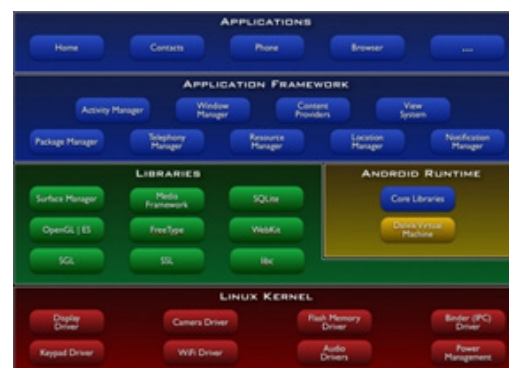 APPLICATIONS
Home Contacts Phone Browser ....
APPLICATION FRAMEWORK
Activity Manager Window Manager Content Providers View System
Package Manager Telephony Manager Resource Manager Location Manager Notification Manager
LIBRARIES
Surface Manager Media Framework SQLite
OpenGL | ES FreeType WebKit
SGL SSL libc
ANDROID RUNTIME
Core Libraries
Dalvik Virtual Machine
LINUX KERNEL
Display Driver Camera Driver Flash Memory Driver Binder (IPC) Driver
Keypad Driver WiFi Driver Audio Drivers Power Management